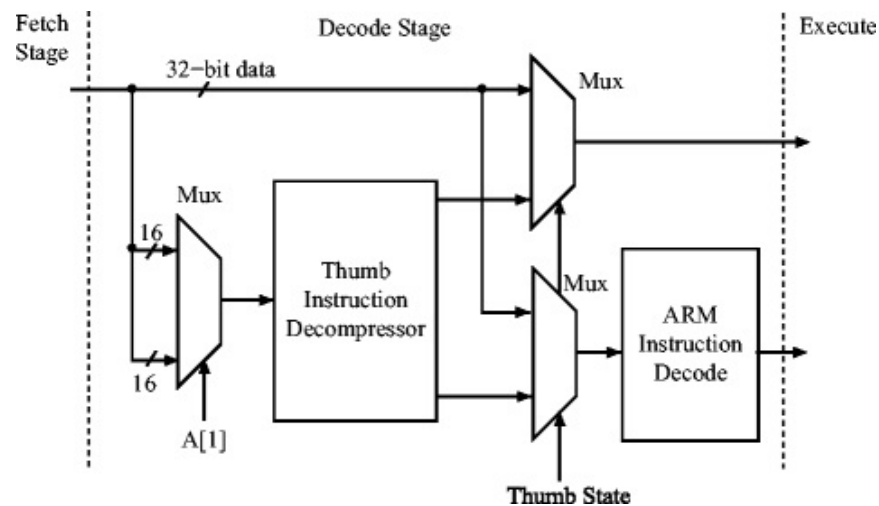 Fetch
Stage
Decode Stage
Execute
32-bit data
Mux
Mux
16
16
A[1]
Thumb
Instruction
Decompressor
Mux
ARM
Instruction
Decode
Thumb State